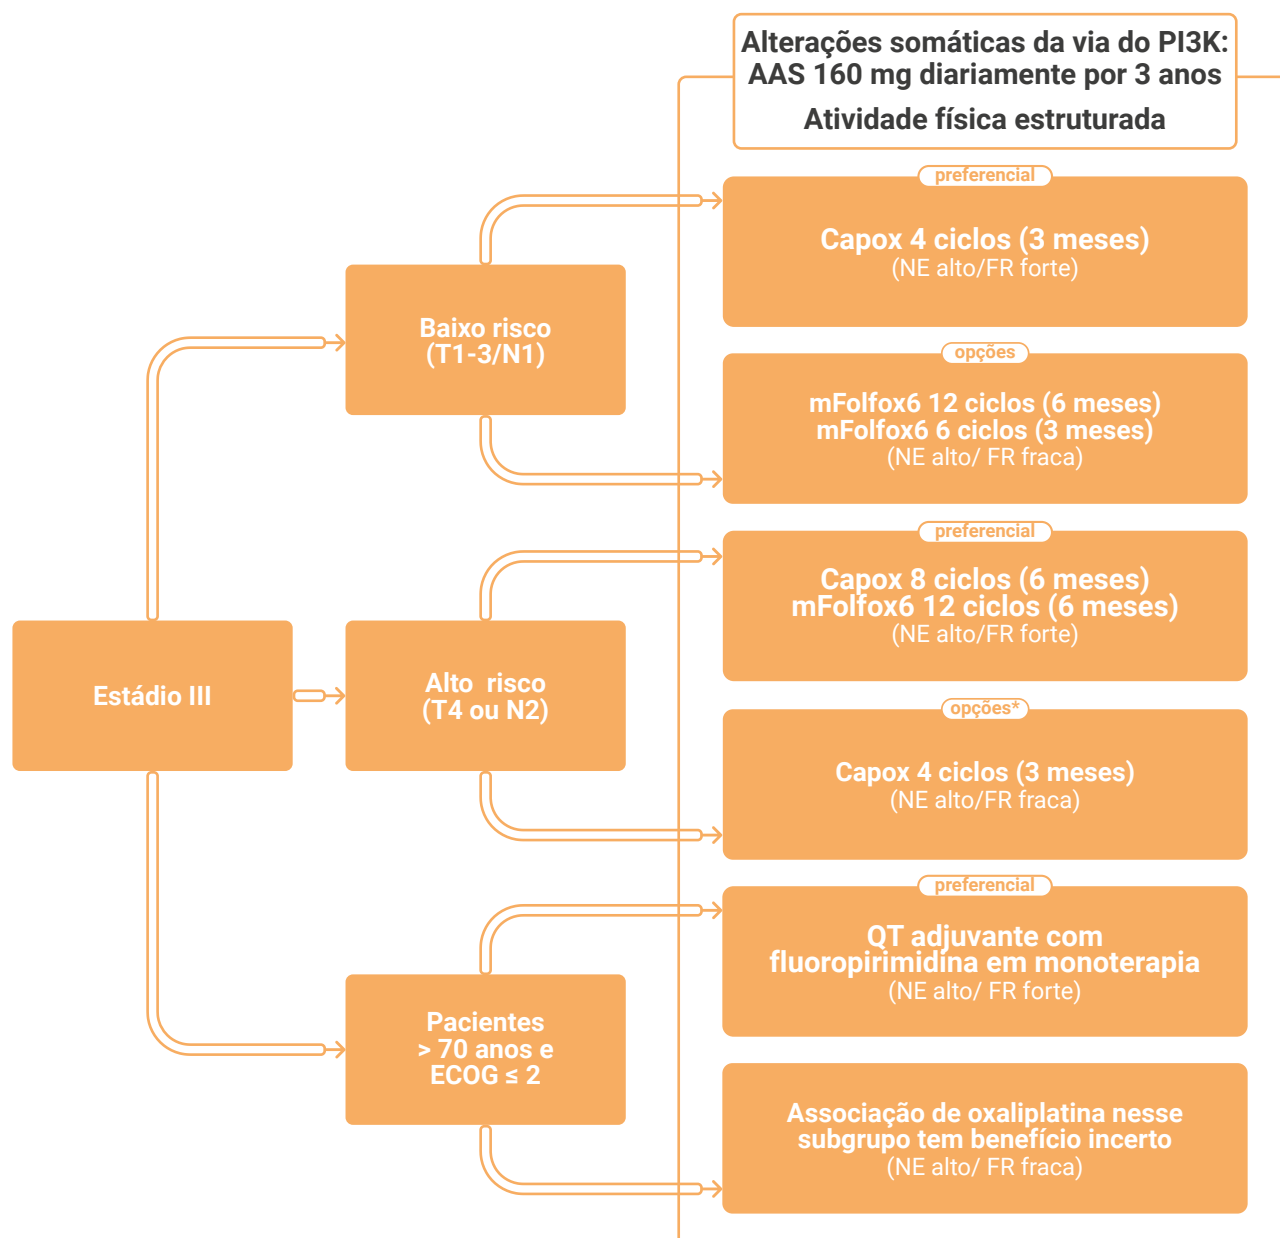 Alterações somáticas da via do PI3K:
AAS 160 mg diariamente por 3 anos
Atividade física estruturada
preferencial
Capox 4 ciclos (3 meses)
(NE alto/FR forte)
Baixo risco
(T1-3/N1)
opções
mFolfox6 12 ciclos (6 meses)
mFolfox6 6 ciclos (3 meses)
(NE alto/ FR fraca)
preferencial
Capox 8 ciclos (6 meses)
mFolfox6 12 ciclos (6 meses)
(NE alto/FR forte)
Estádio III
Alto risco
(T4 ou N2)
opções*
Capox 4 ciclos (3 meses)
(NE alto/FR fraca)
preferencial
QT adjuvante com
fluoropirimidina em monoterapia
(NE alto/ FR forte)
Pacientes
> 70 anos e
ECOG ≤ 2
Associação de oxaliplatina nesse
subgrupo tem benefício incerto
(NE alto/ FR fraca)